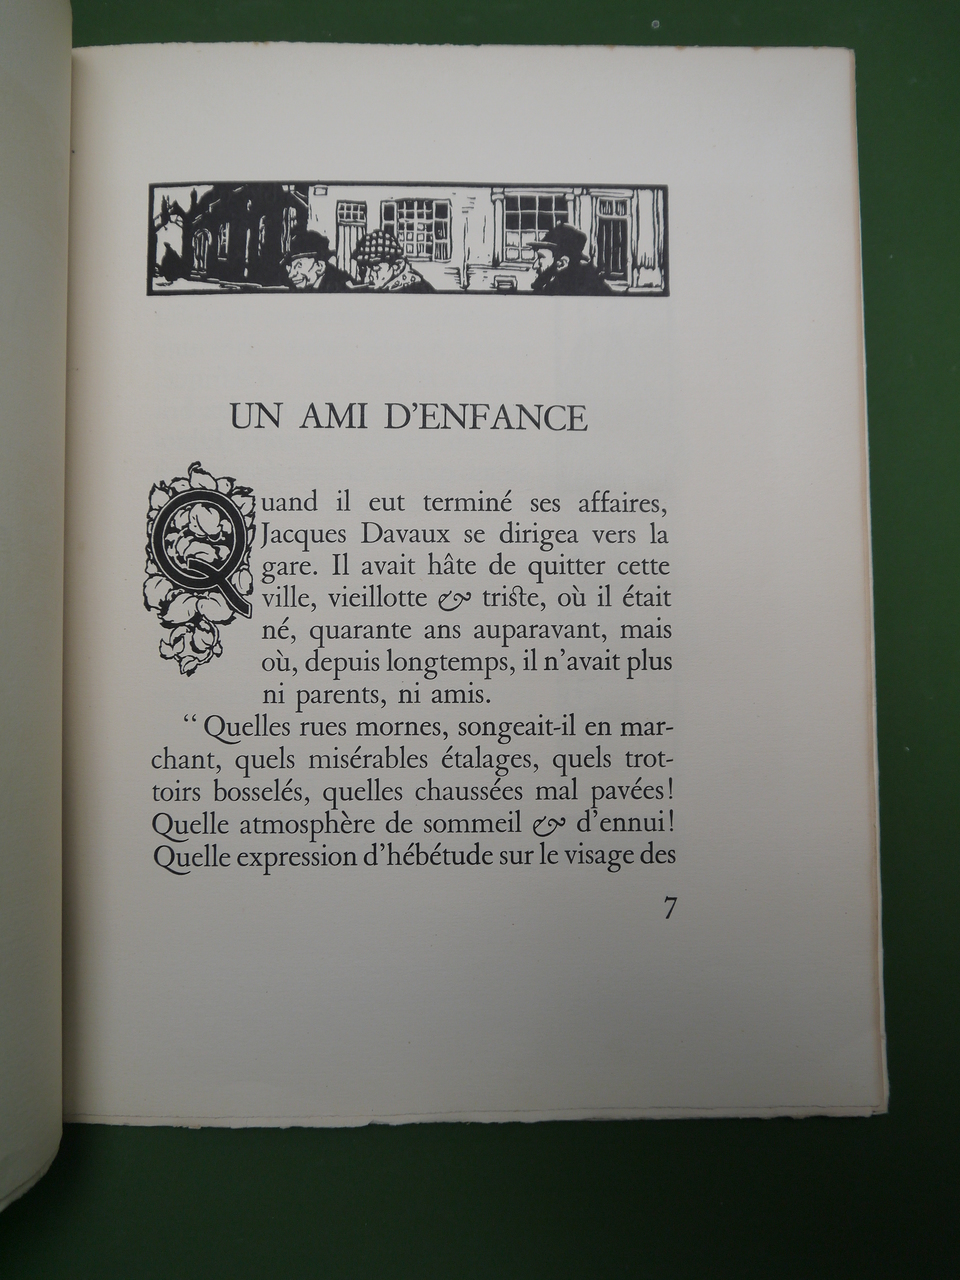 UN AMI D'ENFANCE
Quand il eut terminé ses affaires,
Jacques Davaux se dirigea vers la
gare. Il avait hâte de quitter cette
ville, vieillotte & triste, où il était
né, quarante ans auparavant, mais
où, depuis longtemps, il n'avait plus
ni parents, ni amis.
“ Quelles rues mornes, songeait-il en mar-
chant, quels misérables étalages, quels trot-
toirs bosselés, quelles chaussées mal pavées!
Quelle atmosphère de sommeil & d'ennui!
Quelle expression d'hébétude sur le visage des
7